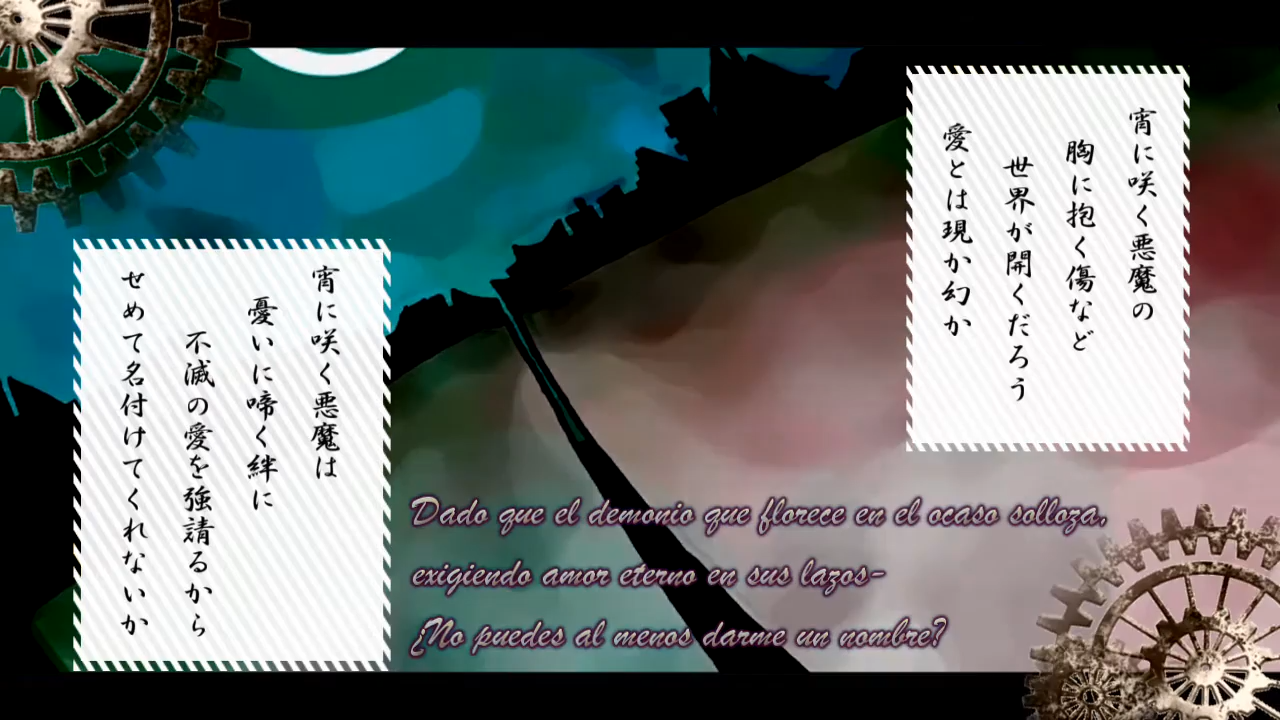 宵に咲く悪魔の
胸に抱く傷など
世界が開くだろう
愛とは現か幻か
宵に咲く悪魔は
憂いに啼く絆に
不滅の愛を強請るから
せめて名付けてくれないか
Dado que el demonio que florece en el ocaso solloza,
exigiendo amor eterno en sus lazos-
¿No puedes al menos darme un nombre?